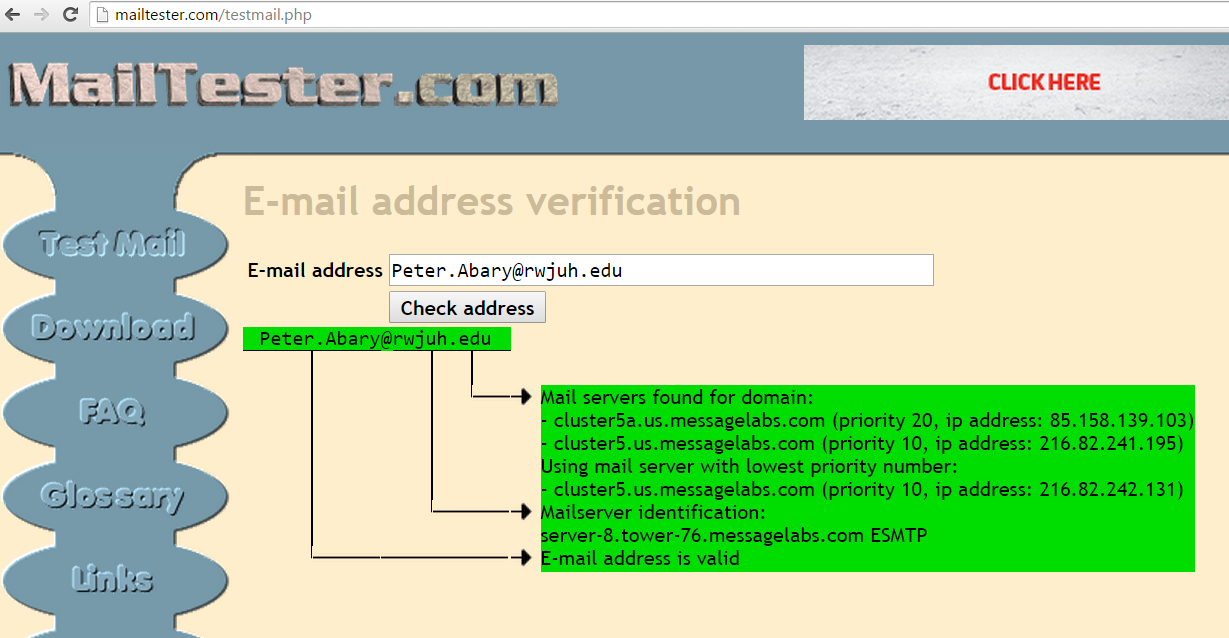 mailtester.com/testmail.php
MailTester.com
CLICK HERE
E-mail address verification
Test Mail
Download
FAQ
Glossary
Links
E-mail address Peter.Abary@rwjuh.edu
Check address
Peter.Abary@rwjuh.edu
Mail servers found for domain:
- cluster5a.us.messagelabs.com (priority 20, ip address: 85.158.139.103)
- cluster5.us.messagelabs.com (priority 10, ip address: 216.82.241.195)
Using mail server with lowest priority number:
- cluster5.us.messagelabs.com (priority 10, ip address: 216.82.242.131)
Mailserver identification:
server-8.tower-76.messagelabs.com ESMTP
E-mail address is valid